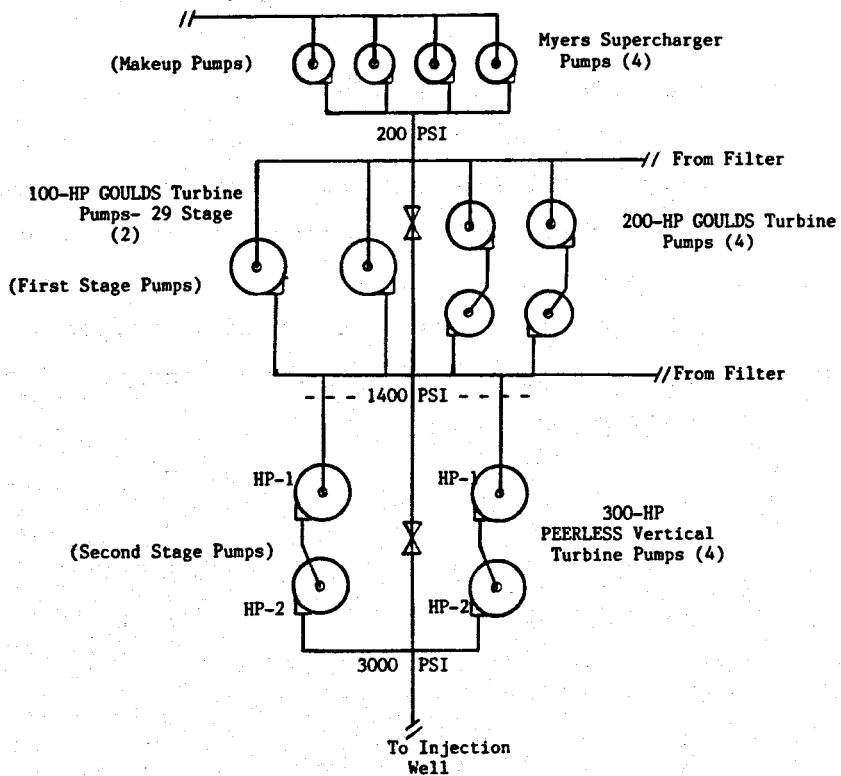 (Makeup Pumps)
Myers Supercharger
Pumps (4)
200 PSI
// From Filter
100-HP GOULDS Turbine
Pumps- 29 Stage
(2)
200-HP GOULDS Turbine
Pumps (4)
(First Stage Pumps)
//From Filter
1400 PSI
HP-1
HP-1
300-HP
PEERLESS Vertical
Turbine Pumps (4)
(Second Stage Pumps)
HP-2
HP-2
3000 PSI
To Injection
Well